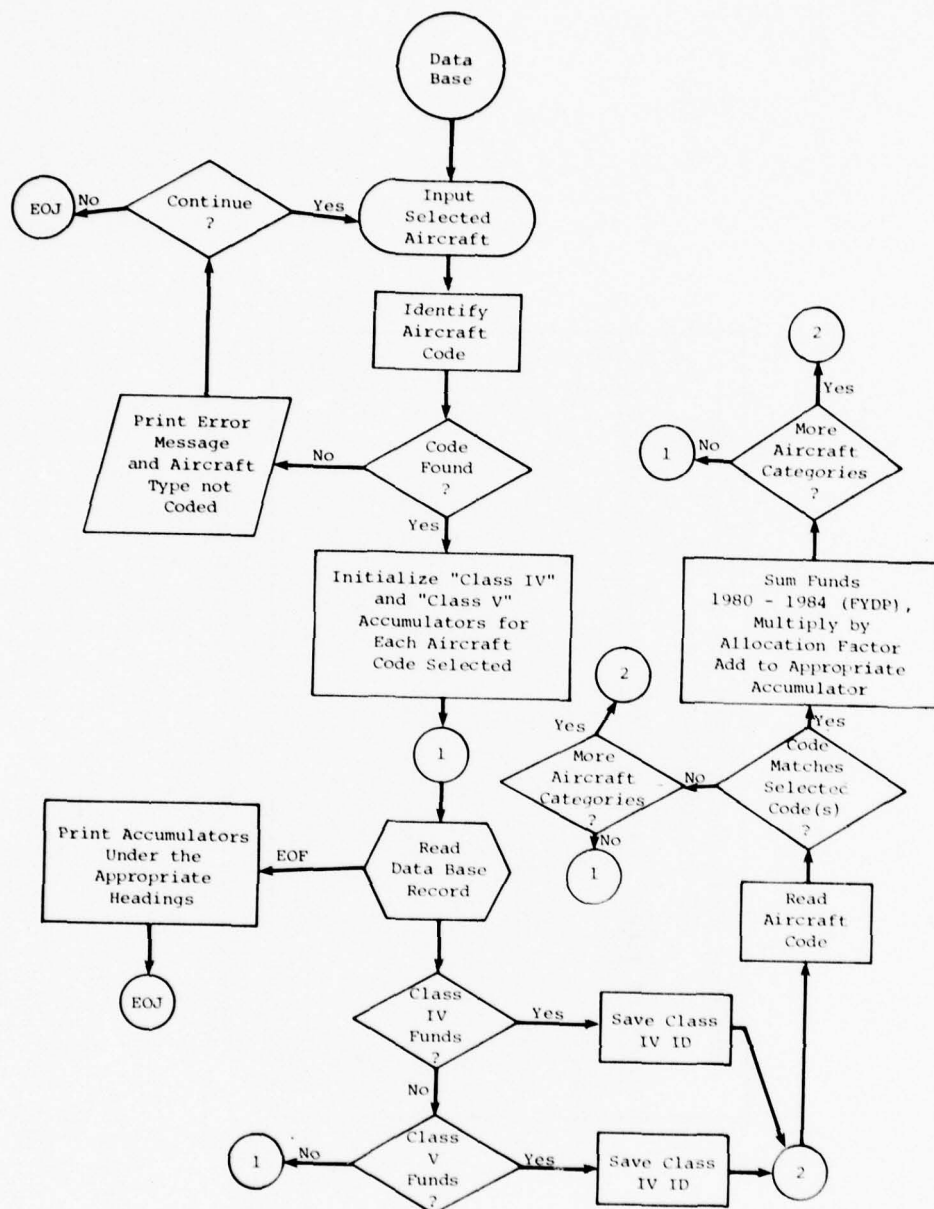 Data
Base
EOJ
No
Continue
?
Yes
Input
Selected
Aircraft
Identify
Aircraft
Code
Print Error
Message
and Aircraft
Type not
Coded
No
Code
Found
?
Yes
Initialize "Class IV"
and "Class V"
Accumulators for
Each Aircraft
Code Selected
1
Print Accumulators
Under the
Appropriate
Headings
EOF
Read
Data Base
Record
EOJ
Class
IV
Funds
?
Yes
Save Class
IV ID
No
1
No
Class
V
Funds
?
Yes
Save Class
IV ID
2
Read
Aircraft
Code
Code
Matches
Selected
Code(s)
?
No
More
Aircraft
Categories
?
Yes
2
No
1
Yes
Sum Funds
1980 - 1984 (FYDP),
Multiply by
Allocation Factor
Add to Appropriate
Accumulator
More
Aircraft
Categories
?
No
1
Yes
2